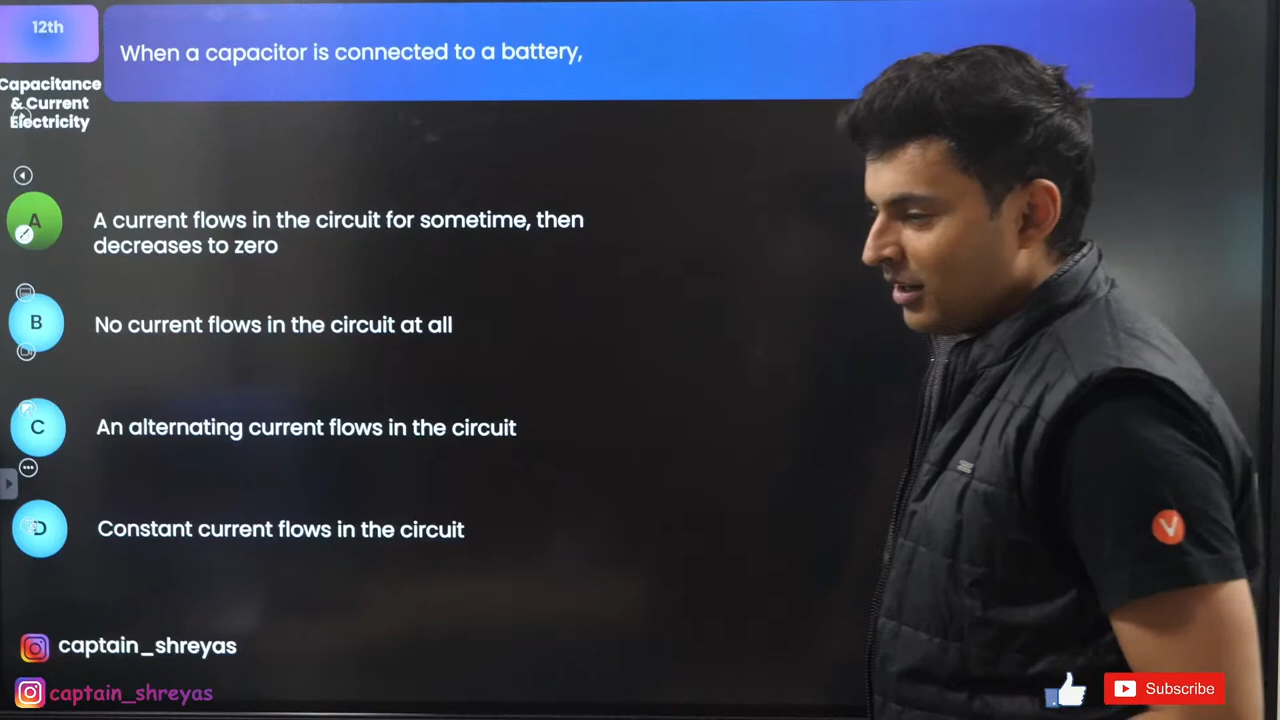 12th
When a capacitor is connected to a battery,
Capacitance
& Current
Electricity
A
A current flows in the circuit for sometime, then
decreases to zero
B
No current flows in the circuit at all
C
An alternating current flows in the circuit
D
Constant current flows in the circuit
captain_shreyas
captain_shreyas
V
Subscribe